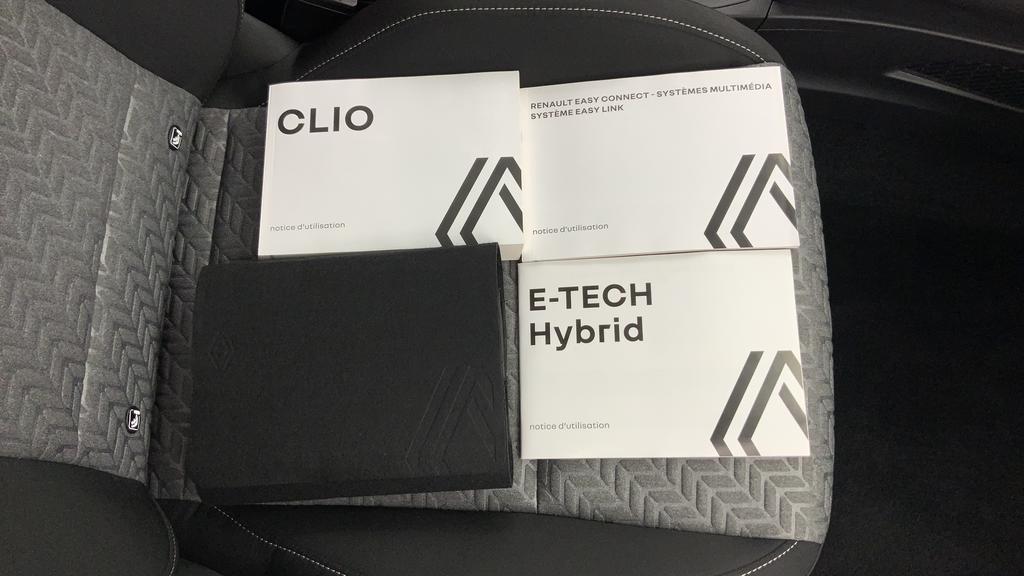 CLIO
notice d'utilisation
RENAULT EASY CONNECT - SYSTÈMES MULTIMÉDIA
SYSTÈME EASY LINK
notice d'utilisation
E-TECH
Hybrid
notice d'utilisation